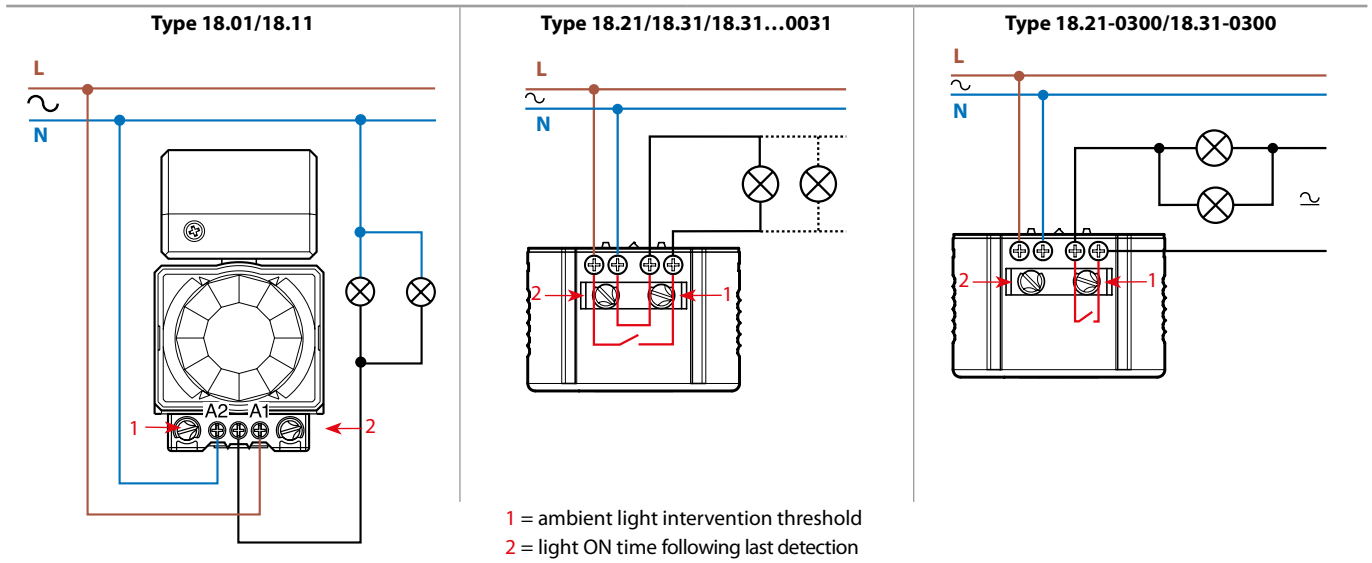 Type 18.01/18.11
L
N
A2
A1
1
2
Type 18.21/18.31/18.31...0031
L
N
2
1
Type 18.21-0300/18.31-0300
L
N
2
1
1 = ambient light intervention threshold
2 = light ON time following last detection